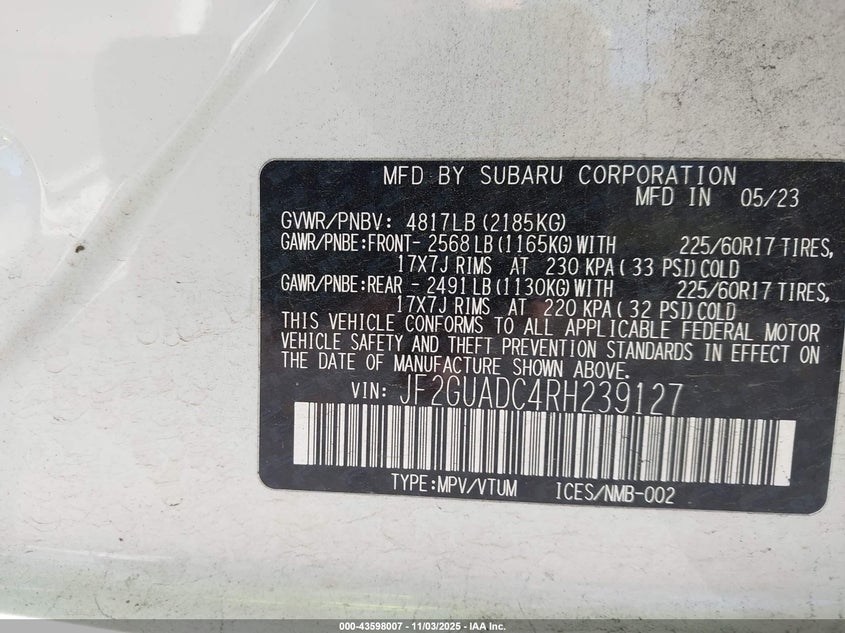 MFD BY SUBARU CORPORATION
MFD IN 05/23
GVWR/PNBV: 4817LB (2185KG)
GAWR/PNBE:FRONT- 2568 LB (1165KG) WITH 225/60R17 TIRES,
17X7J RIMS AT 230 KPA ( 33 PSI) COLD
GAWR/PNBE:REAR - 2491 LB (1130KG) WITH 225/60R17 TIRES,
17X7J RIMS AT 220 KPA ( 32 PSI) COLD
THIS VEHICLE CONFORMS TO ALL APPLICABLE FEDERAL MOTOR
VEHICLE SAFETY AND THEFT PREVENTION STANDARDS IN EFFECT ON
THE DATE OF MANUFACTURE SHOWN ABOVE.
VIN: JF2GUADC4RH239127
TYPE:MPV/VTUM ICES/NMB-002
000-43598007 - 11/03/2025 - IAA Inc.